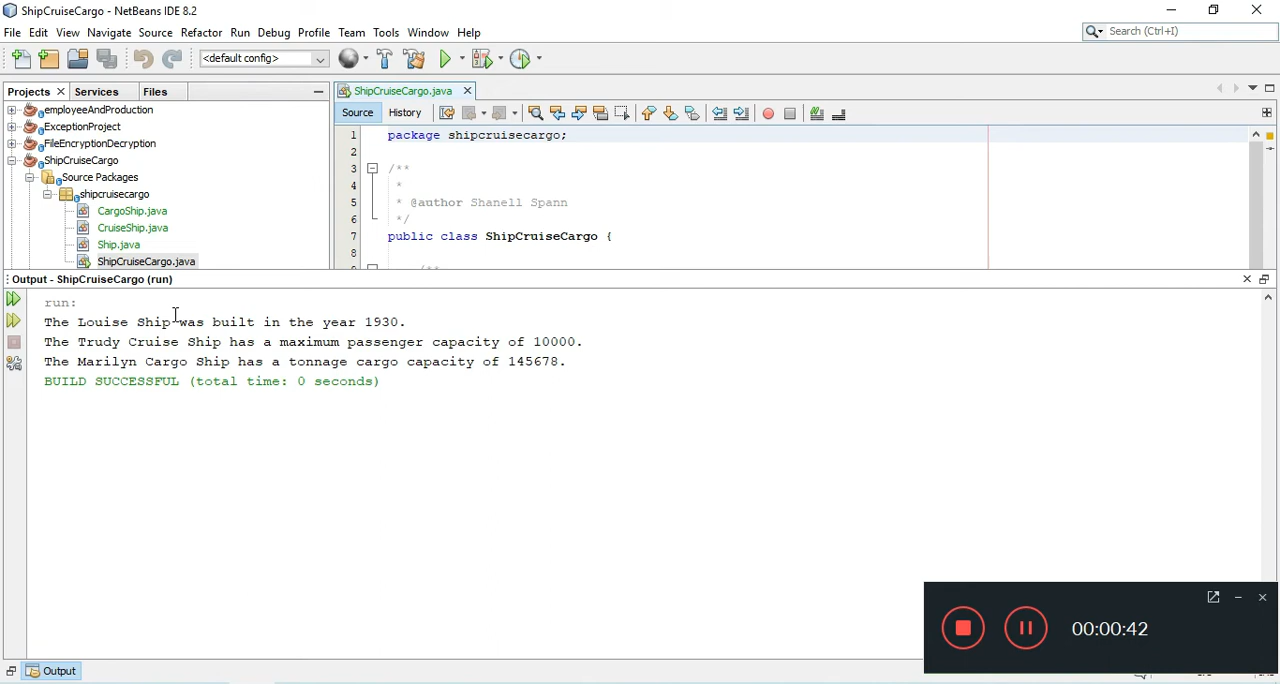 ShipCruiseCargo - NetBeans IDE 8.2
File Edit View Navigate Source Refactor Run Debug Profile Team Tools Window Help
Search (Ctrl+I)
<default config>
Projects Services Files
ShipCruiseCargo.java
employeeAndProduction
ExceptionProject
FileEncryptionDecryption
ShipCruiseCargo
Source Packages
shipcruisecargo
CargoShip.java
CruiseShip.java
Ship.java
ShipCruiseCargo.java
Source History
1 package shipcruisecargo;
2
3 /**
4 *
5 * @author Shanell Spann
6 */
7 public class ShipCruiseCargo {
8
Output - ShipCruiseCargo (run)
run:
The Louise Ship was built in the year 1930.
The Trudy Cruise Ship has a maximum passenger capacity of 10000.
The Marilyn Cargo Ship has a tonnage cargo capacity of 145678.
BUILD SUCCESSFUL (total time: 0 seconds)
00:00:42
Output